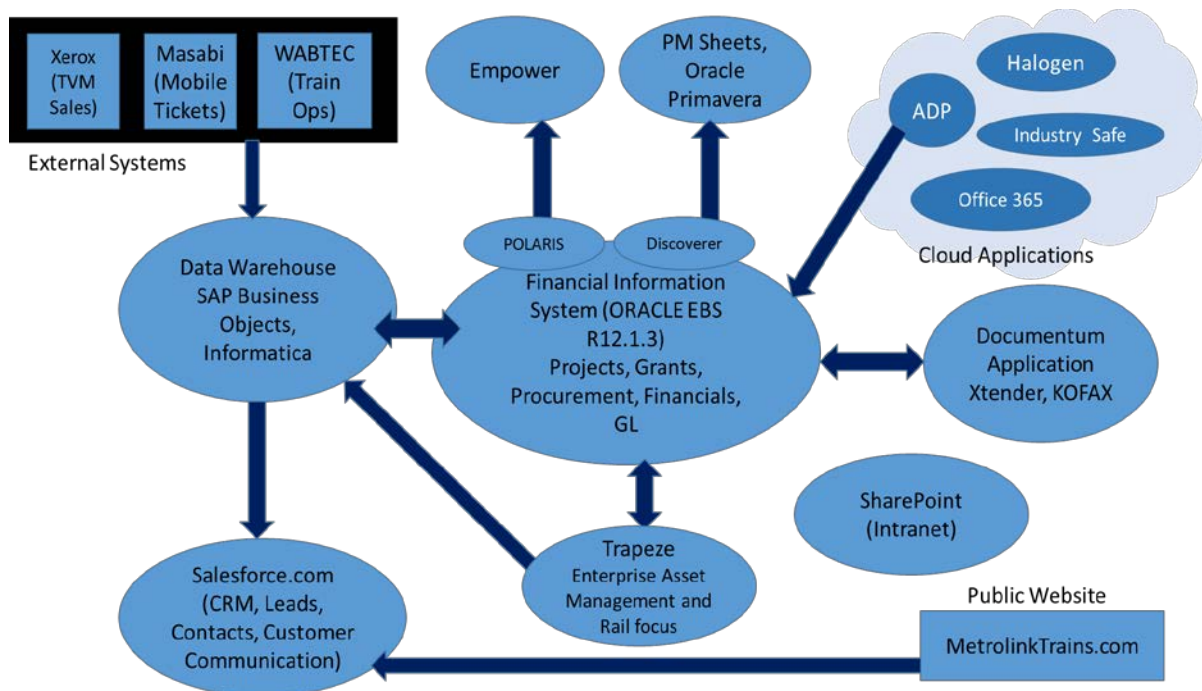 Xerox
(TVM
Sales)
Masabi
(Mobile
Tickets)
WABTEC
(Train
Ops)
External Systems
Empower
PM Sheets,
Oracle
Primavera
Halogen
ADP
Industry Safe
Office 365
Cloud Applications
POLARIS
Discoverer
Data Warehouse
SAP Business
Objects,
Informatica
Financial Information
System (ORACLE EBS
R12.1.3)
Projects, Grants,
Procurement, Financials,
GL
Documentum
Application
Xtender, KOFAX
SharePoint
(Intranet)
Trapeze
Enterprise Asset
Management and
Rail focus
Salesforce.com
(CRM, Leads,
Contacts, Customer
Communication)
Public Website
MetrolinkTrains.com